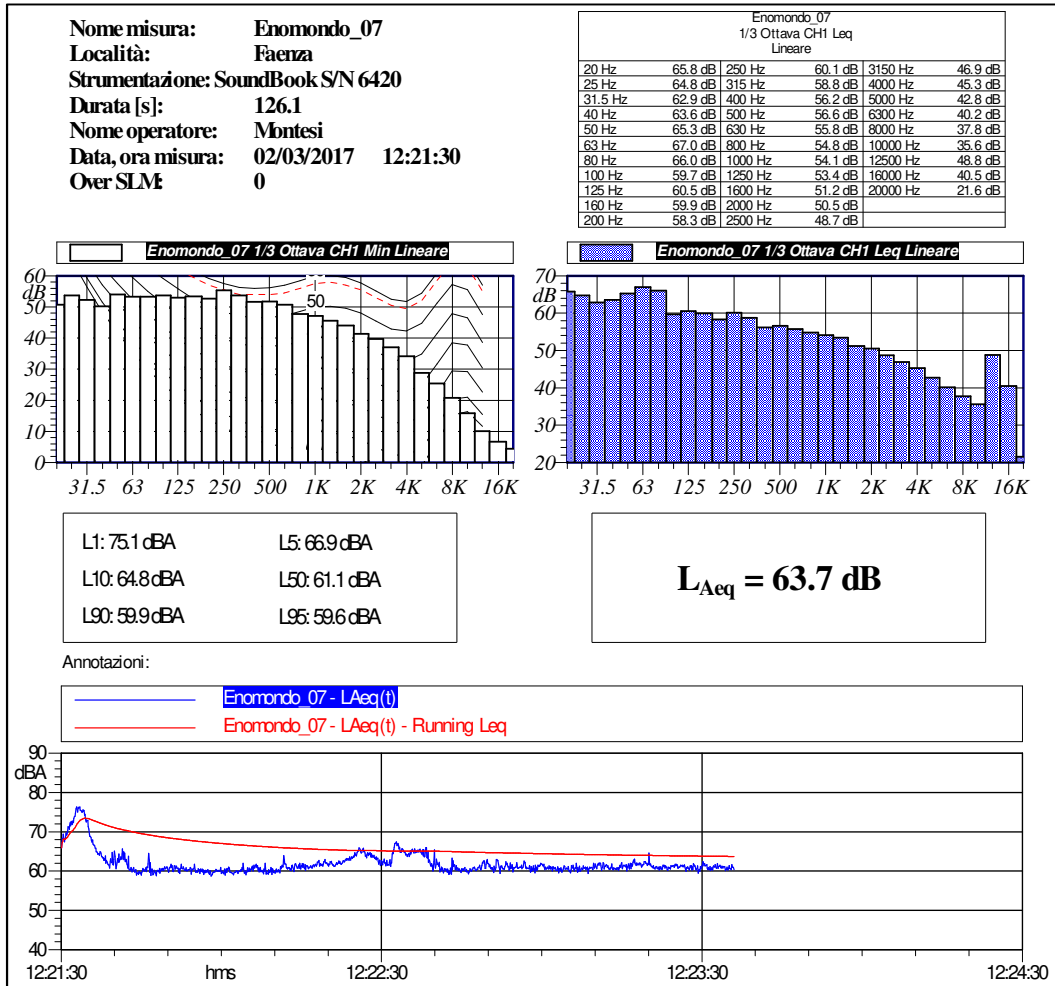 Nome misura: Enomondo_07
Località: Faenza
Strumentazione: SoundBook S/N 6420
Durata [s]: 126.1
Nome operatore: Montesi
Data, ora misura: 02/03/2017 12:21:30
Over SLM: 0
Enomondo_07
1/3 Ottava CH1 Leq
Lineare
20 Hz 65.8 dB 250 Hz 60.1 dB 3150 Hz 46.9 dB
25 Hz 64.8 dB 315 Hz 58.8 dB 4000 Hz 45.3 dB
31.5 Hz 62.9 dB 400 Hz 56.2 dB 5000 Hz 42.8 dB
40 Hz 63.6 dB 500 Hz 56.6 dB 6300 Hz 40.2 dB
50 Hz 65.3 dB 630 Hz 55.8 dB 8000 Hz 37.8 dB
63 Hz 67.0 dB 800 Hz 54.8 dB 10000 Hz 35.6 dB
80 Hz 66.0 dB 1000 Hz 54.1 dB 12500 Hz 48.8 dB
100 Hz 59.7 dB 1250 Hz 53.4 dB 16000 Hz 40.5 dB
125 Hz 60.5 dB 1600 Hz 51.2 dB 20000 Hz 21.6 dB
160 Hz 59.9 dB 2000 Hz 50.5 dB
200 Hz 58.3 dB 2500 Hz 48.7 dB
Enomondo_07 1/3 Ottava CH1 Min Lineare
60
dB
50
40
30
20
10
0
50
31.5 63 125 250 500 1K 2K 4K 8K 16K
Enomondo_07 1/3 Ottava CH1 Leq Lineare
70
dB
60
50
40
30
20
31.5 63 125 250 500 1K 2K 4K 8K 16K
L1: 75.1 dBA L5: 66.9 dBA
L10: 64.8 dBA L50: 61.1 dBA
L90: 59.9 dBA L95: 59.6 dBA
LAeq = 63.7 dB
Annotazioni:
Enomondo_07 - LAeq(t)
Enomondo_07 - LAeq(t) - Running Leq
90
dBA
80
70
60
50
40
12:21:30 hms 12:22:30 12:23:30 12:24:30